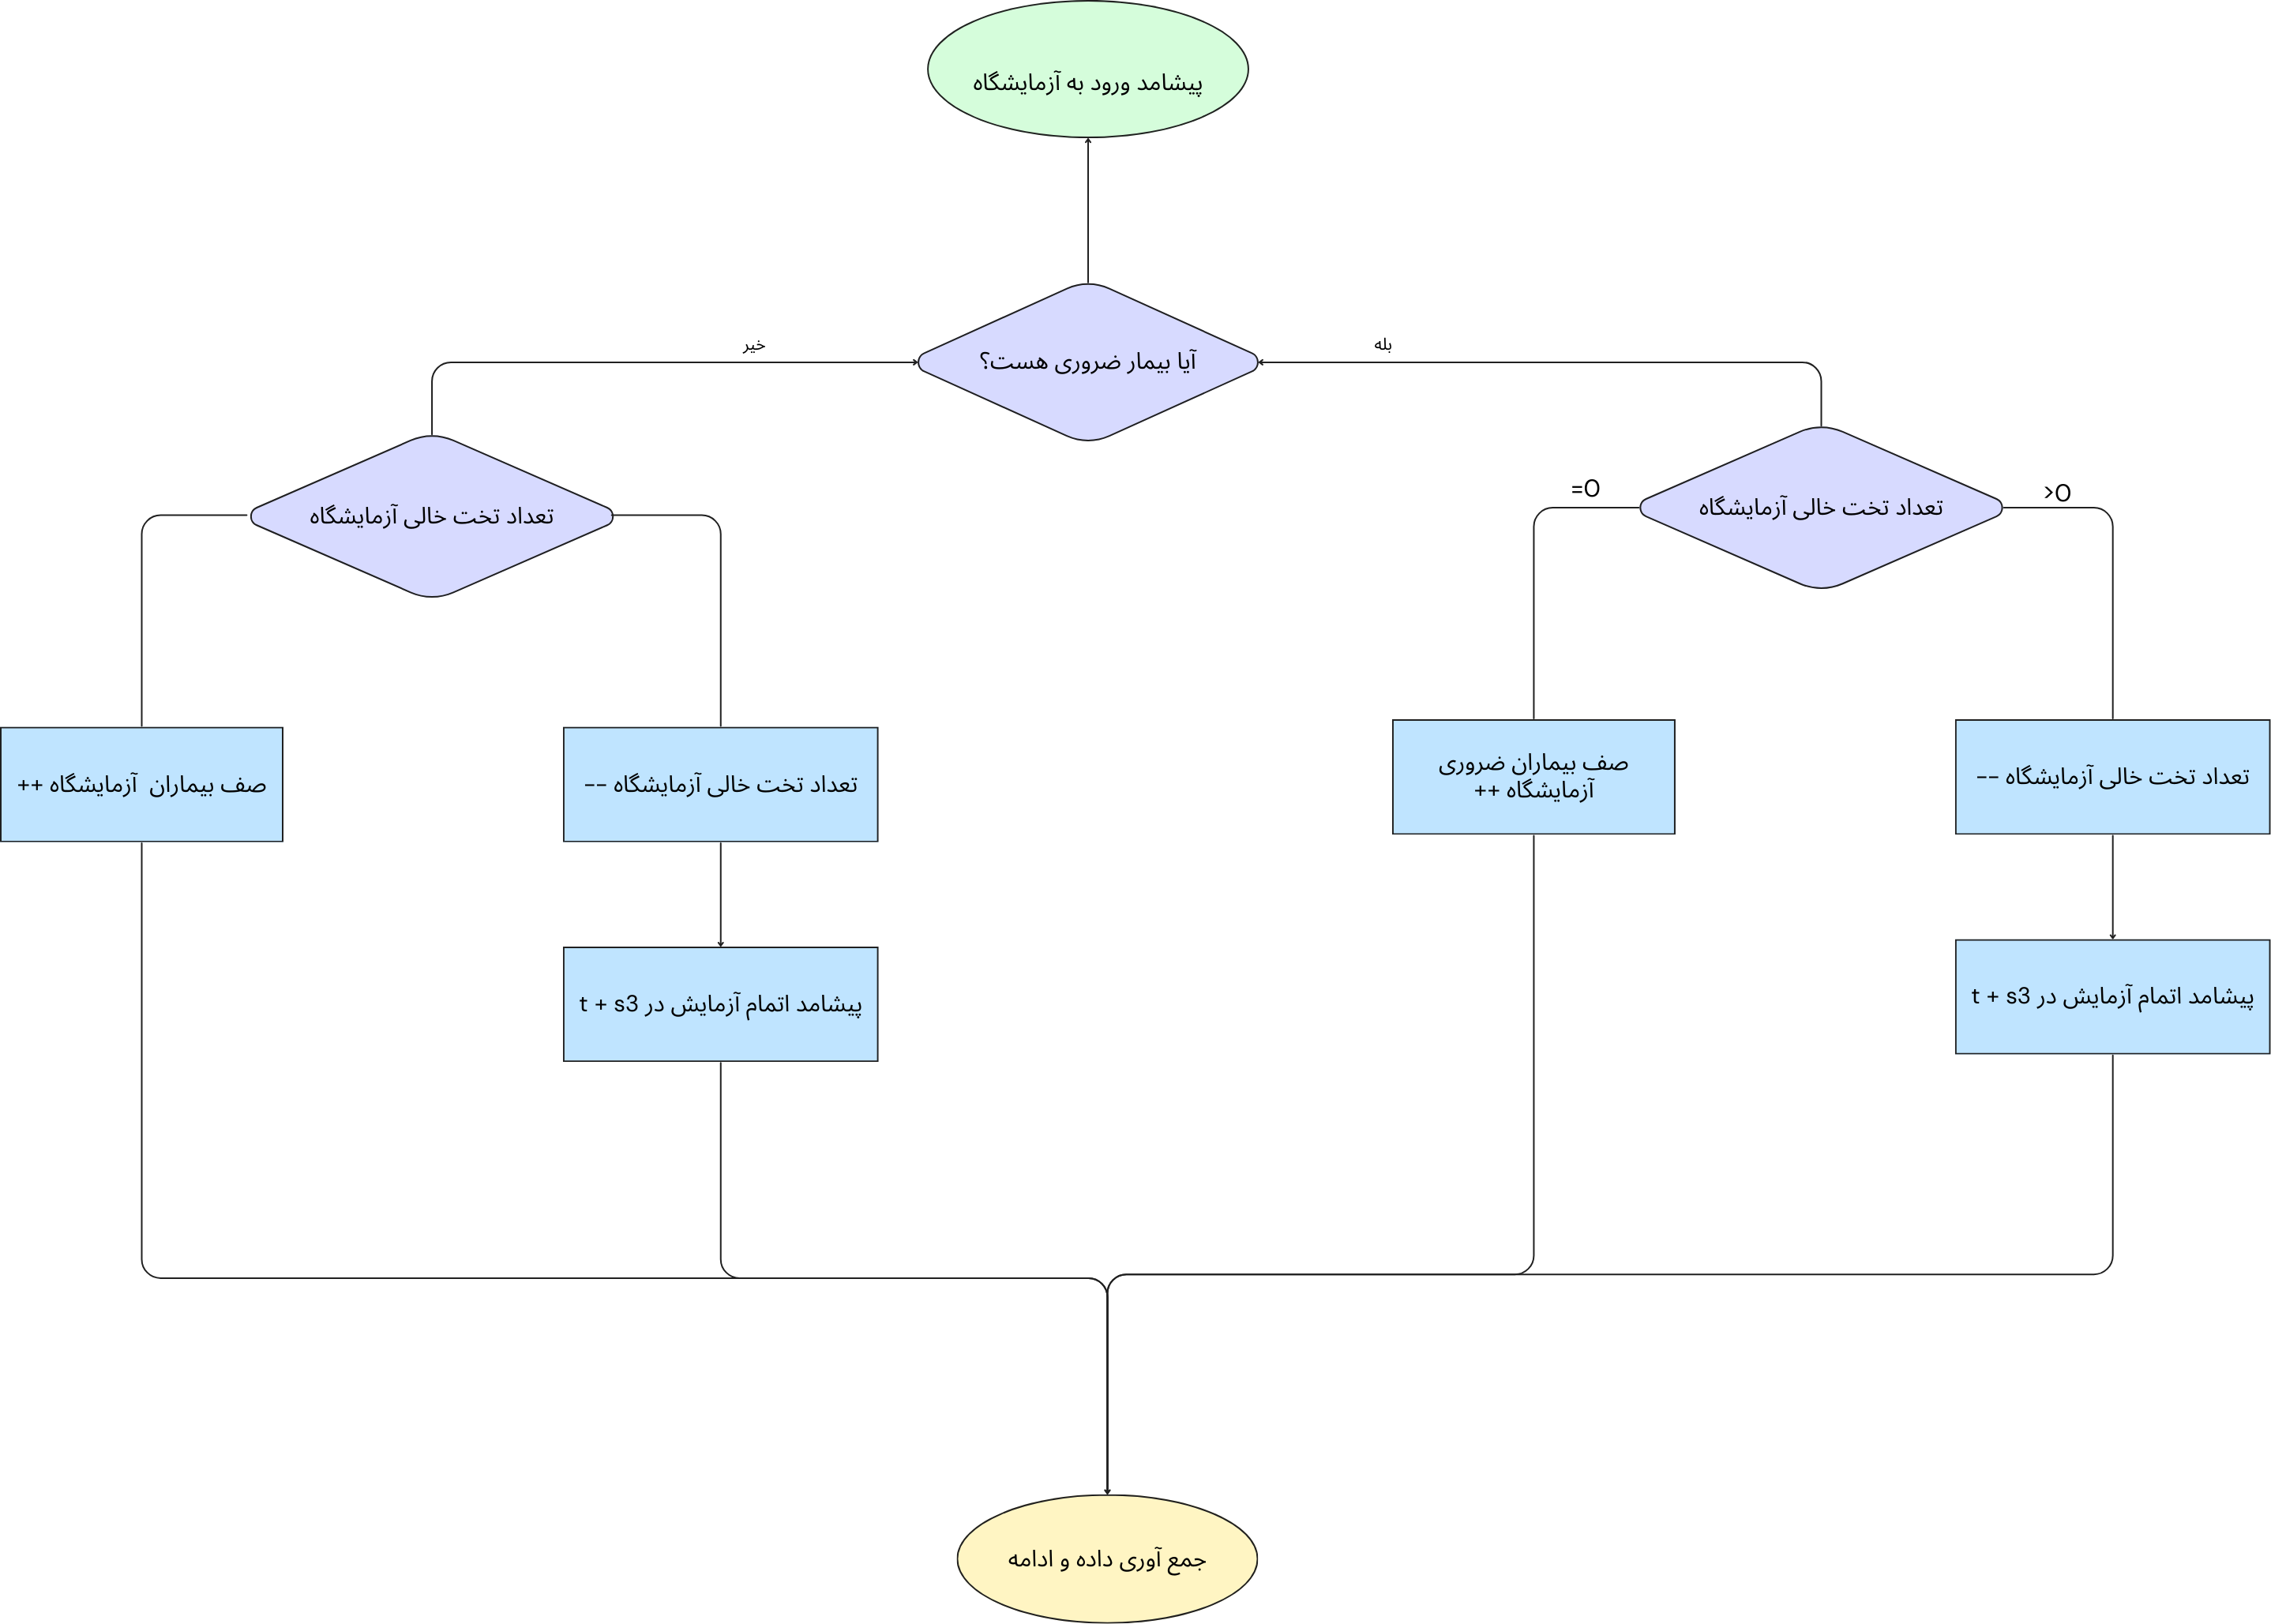 پیشامد ورود به آزمایشگاه
آیا بیمار ضروری هست؟
بله
خیر
تعداد تخت خالی آزمایشگاه
>0
=0
تعداد تخت خالی آزمایشگاه
تعداد تخت خالی آزمایشگاه --
صف بیماران ضروری
آزمایشگاه ++
تعداد تخت خالی آزمایشگاه --
صف بیماران آزمایشگاه ++
پیشامد اتمام آزمایش در t + s3
پیشامد اتمام آزمایش در t + s3
جمع آوری داده و ادامه